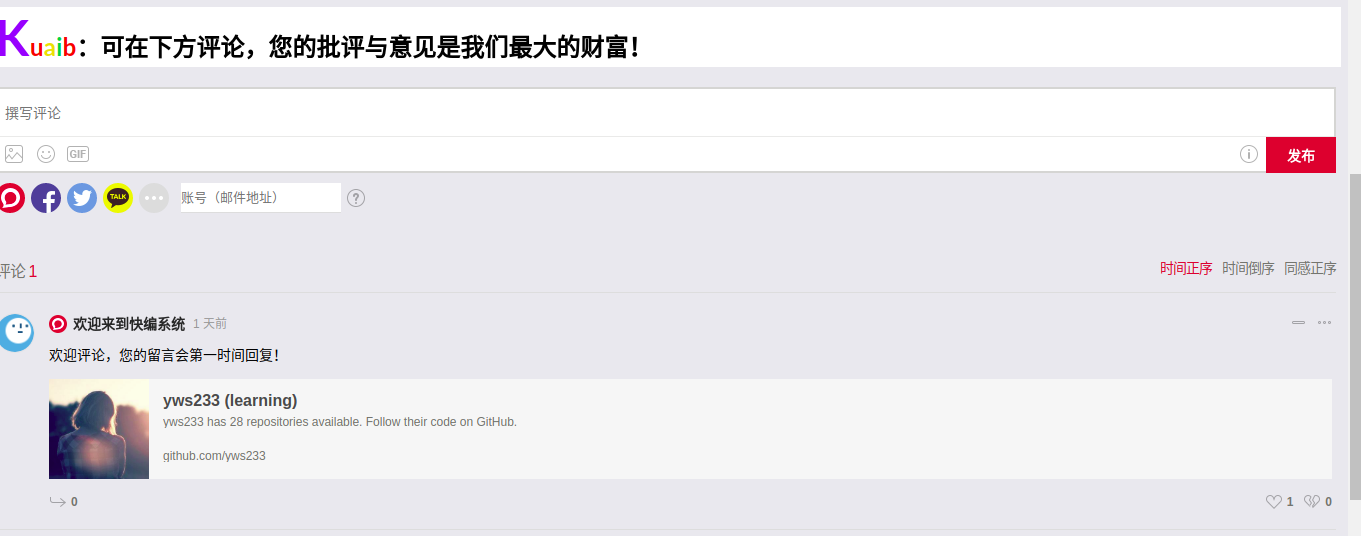 Kuaib：可在下方评论，您的批评与意见是我们最大的财富！
撰写评论
GIF
发布
TALK
账号（邮件地址）
评论 1
时间正序 时间倒序 同感正序
欢迎来到快编系统 1 天前
欢迎评论，您的留言会第一时间回复！
yws233 (learning)
yws233 has 28 repositories available. Follow their code on GitHub.
github.com/yws233
0
1 0